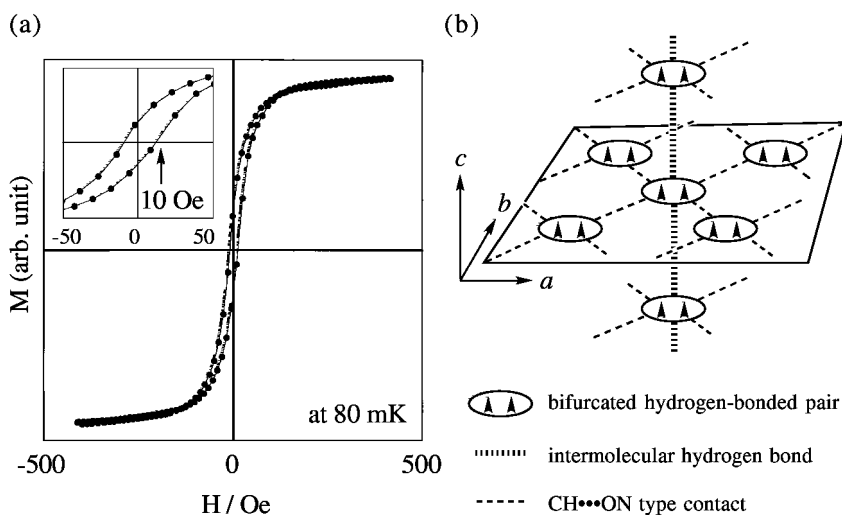 (a)
M (arb. unit)
10 Oe
-50
0
50
at 80 mK
-500
0
500
H / Oe
(b)
c
b
a
bifurcated hydrogen-bonded pair
intermolecular hydrogen bond
CH•••ON type contact